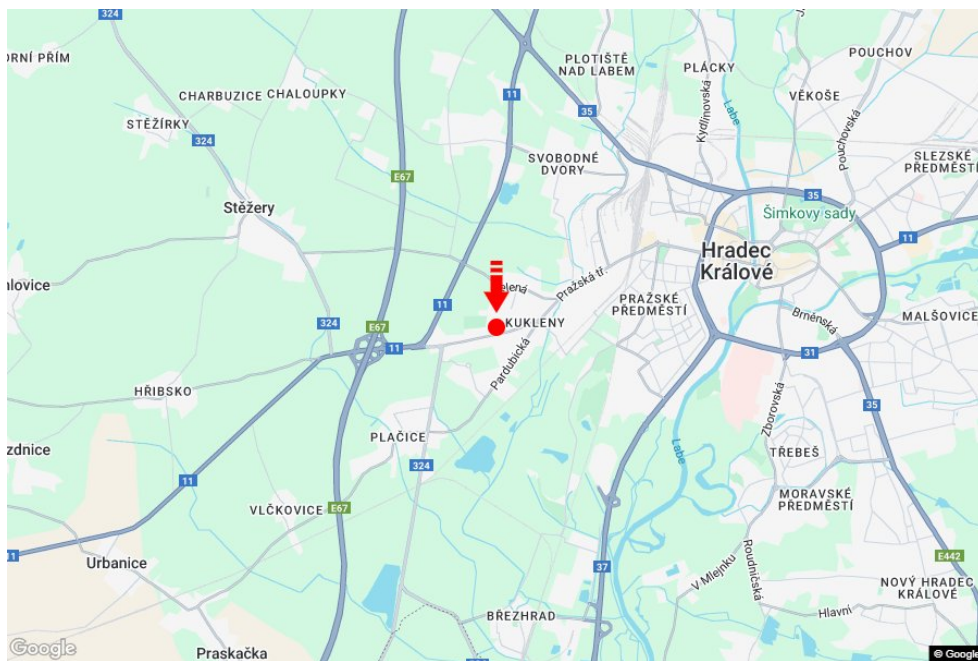 324
ORNÍ PŘÍM
CHARBUZICE
CHALOUPKY
STĚŽÍRKY
324
11
35
PLOTIŠTĚ
NAD LABEM
PLÁCKY
POUCHOV
VĚKOŠE
Kydlinovská
Labe
Pouchovská
SVOBODNÉ
DVORY
SLEZSKÉ
PŘEDMĚSTÍ
E67
35
Šimkovy sady
11
Stěžery
Hradec
Králové
Pražská tř.
elená
11
PRAŽSKÉ
PŘEDMĚSTÍ
Brněnská
MALŠOVICE
KUKLENY
324
E67
11
31
Pardubická
HŘIBSKO
PLAČICE
Zborovská
35
TŘEBEŠ
zdnice
11
324
Labe
MORAVSKÉ
PŘEDMĚSTÍ
VLČKOVICE
E67
Urbanice
37
V Mlejnku
Roudničská
E442
NOVÝ HRADEC
KRÁLOVÉ
Hlavní
BŘEZHRAD
Praskačka
Google
© Google